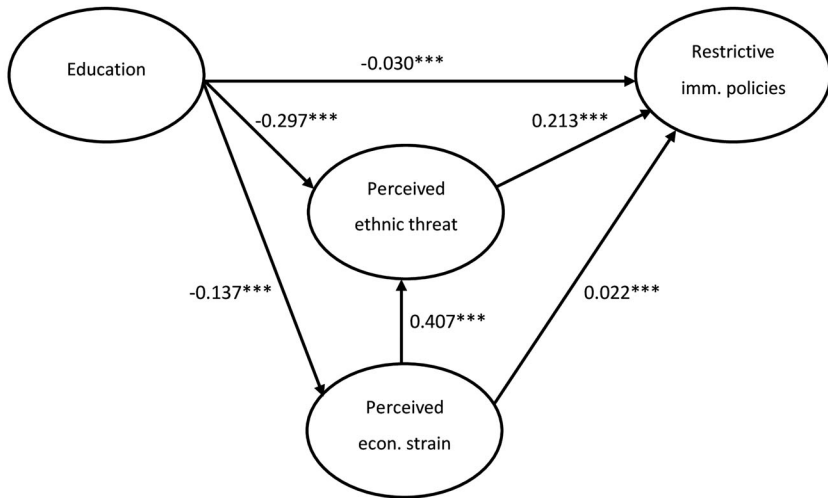 Education
-0.030***
Restrictive
imm. policies
-0.297***
0.213***
Perceived
ethnic threat
-0.137***
0.407***
0.022***
Perceived
econ. strain